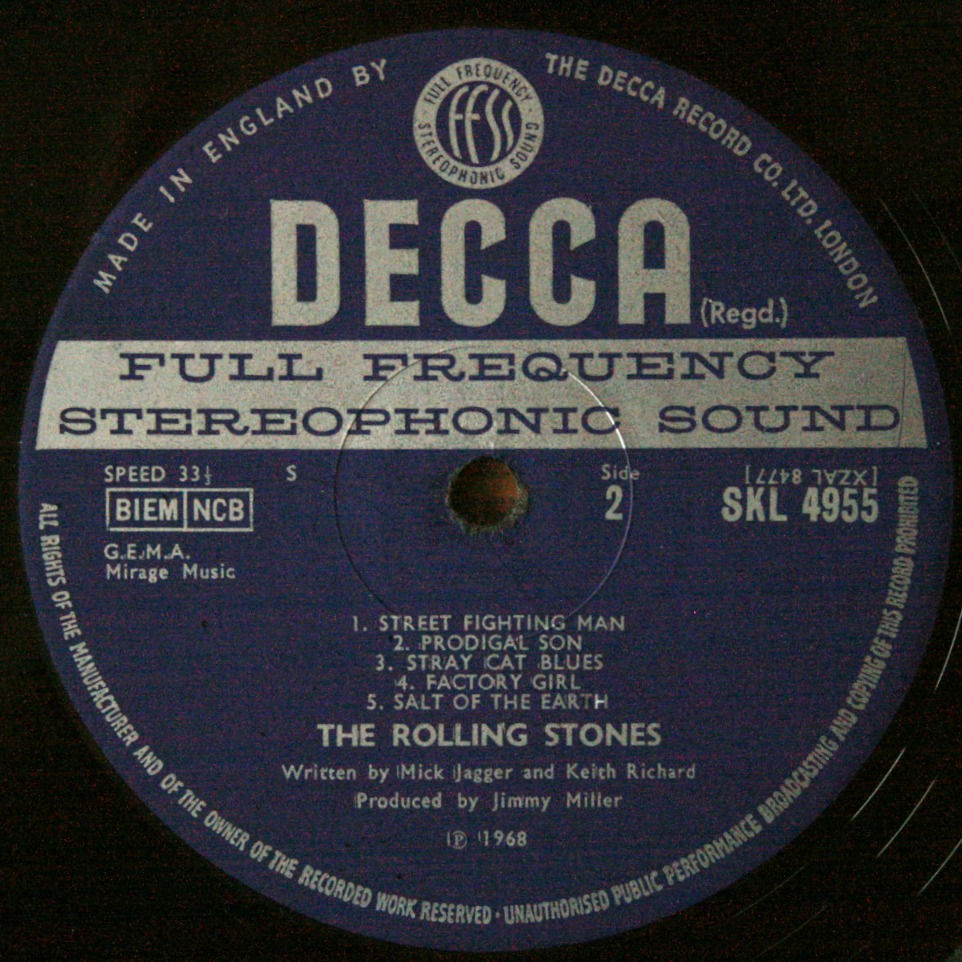 MADE IN ENGLAND BY
THE DECCA RECORD CO. LTD. LONDON
FULL FREQUENCY
FFSS
STEREOPHONIC SOUND
DECCA (Regd.)
FULL FREQUENCY
STEREOPHONIC SOUND
SPEED 33⅓ S
BIEM NCB
G.E.M.A.
Mirage Music
Side
2
[XZAL 8477]
SKL 4955
1. STREET FIGHTING MAN
2. PRODIGAL SON
3. STRAY CAT BLUES
4. FACTORY GIRL
5. SALT OF THE EARTH
THE ROLLING STONES
Written by Mick Jagger and Keith Richard
Produced by Jimmy Miller
℗ 1968
ALL RIGHTS OF THE MANUFACTURER AND OF THE OWNER OF THE RECORDED WORK RESERVED · UNAUTHORISED PUBLIC PERFORMANCE BROADCASTING AND COPYING OF THIS RECORD PROHIBITED